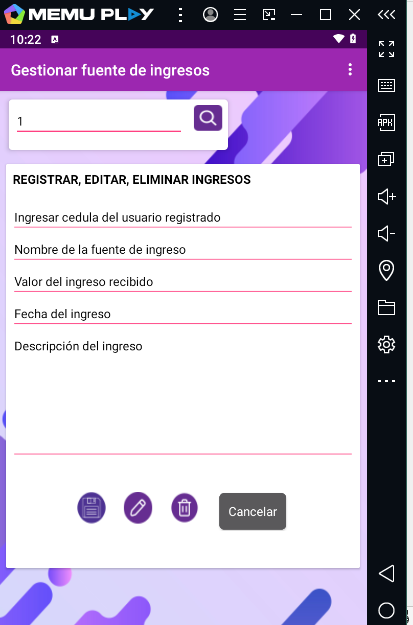 MEMU PLAY
10:22
Gestionar fuente de ingresos
1
REGISTRAR, EDITAR, ELIMINAR INGRESOS
Ingresar cedula del usuario registrado
Nombre de la fuente de ingreso
Valor del ingreso recibido
Fecha del ingreso
Descripción del ingreso
Cancelar
APK